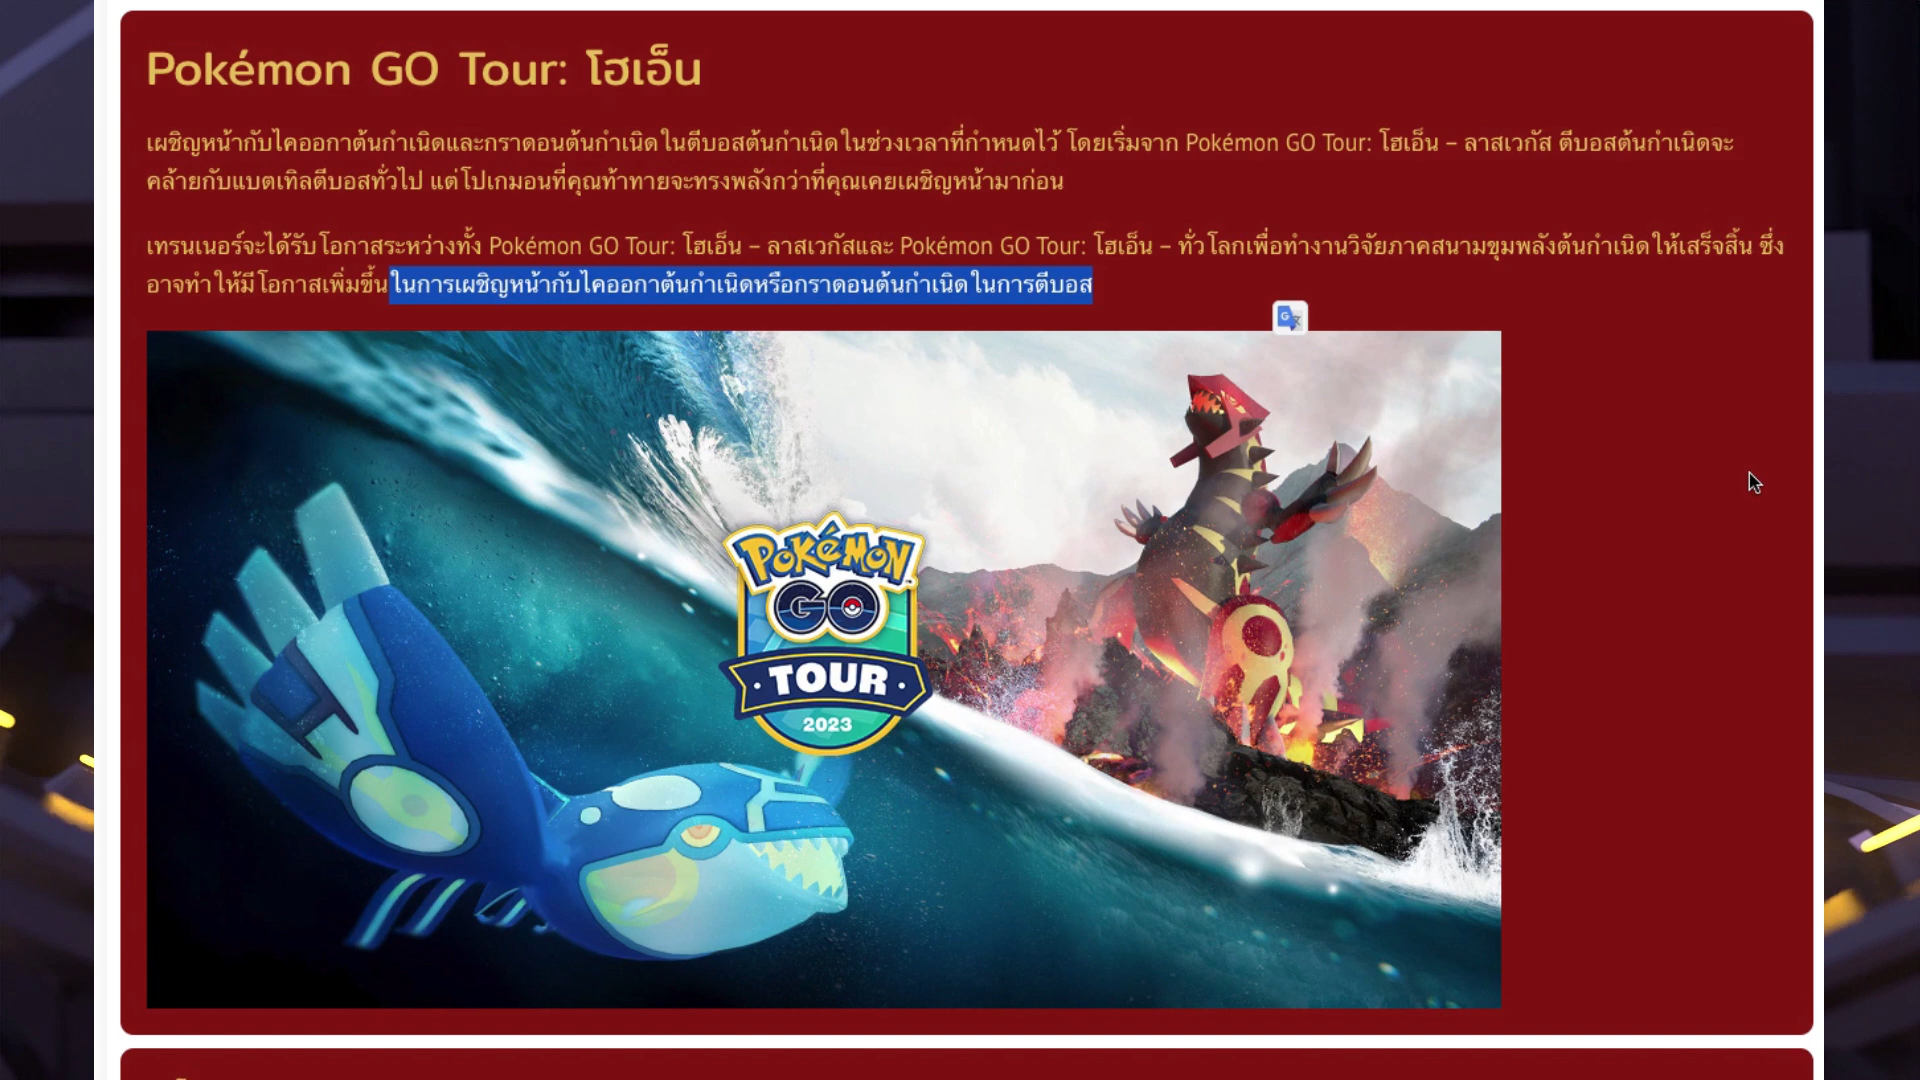 Pokémon GO Tour: โฮเอ็น
เผชิญหน้ากับไคออกาต้นกำเนิดและกราดอนต้นกำเนิดในตีบอสต้นกำเนิดในช่วงเวลาที่กำหนดไว้ โดยเริ่มจาก Pokémon GO Tour: โฮเอ็น – ลาสเวกัส ตีบอสต้นกำเนิดจะ
คล้ายกับแบตเทิลตีบอสทั่วไป แต่โปเกมอนที่คุณท้าทายจะทรงพลังกว่าที่คุณเคยเผชิญหน้ามาก่อน
เทรนเนอร์จะได้รับโอกาสระหว่างทั้ง Pokémon GO Tour: โฮเอ็น – ลาสเวกัสและ Pokémon GO Tour: โฮเอ็น – ทั่วโลกเพื่อทำงานวิจัยภาคสนามขุมพลังต้นกำเนิดให้เสร็จสิ้น ซึ่ง
อาจทำให้มีโอกาสเพิ่มขึ้นในการเผชิญหน้ากับไคออกาต้นกำเนิดหรือกราดอนต้นกำเนิดในการตีบอส
POKéMON
GO
TOUR
2023